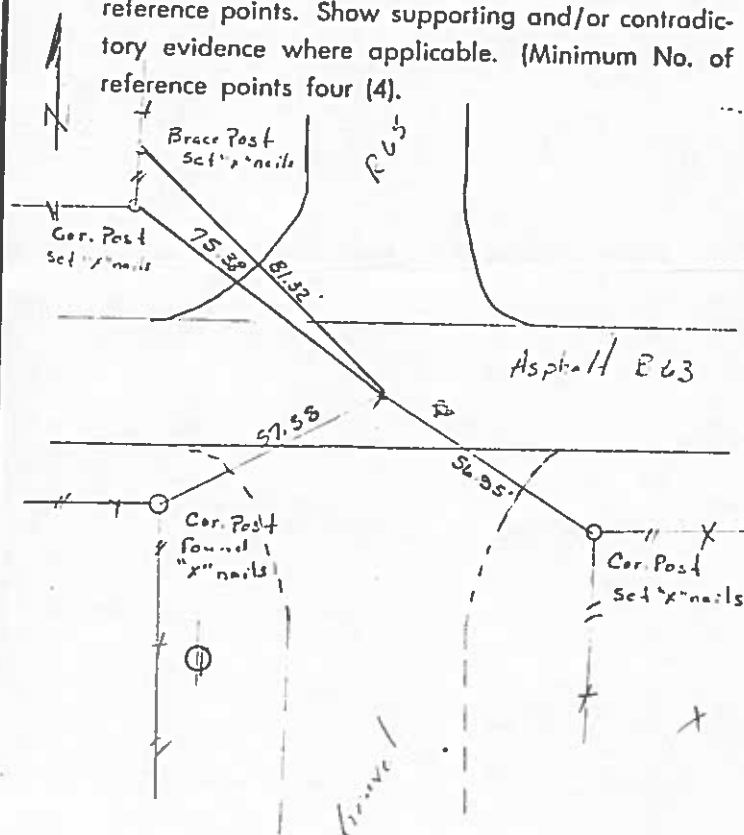 reference points. Show supporting and/or contradic-
tory evidence where applicable. (Minimum No. of
reference points four (4).
N
Brace Post
Set "x" nails
Cor. Post
Set "x" nails
75.38
81.32'
Asphalt E-W
57.58
56.95'
Cor. Post
found
"x" nails
Cor. Post
Set "x" nails
Gravel